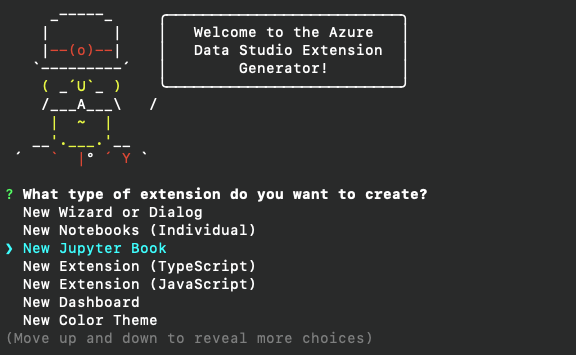 Welcome to the Azure
Data Studio Extension
Generator!
? What type of extension do you want to create?
New Wizard or Dialog
New Notebooks (Individual)
❯ New Jupyter Book
New Extension (TypeScript)
New Extension (JavaScript)
New Dashboard
New Color Theme
(Move up and down to reveal more choices)